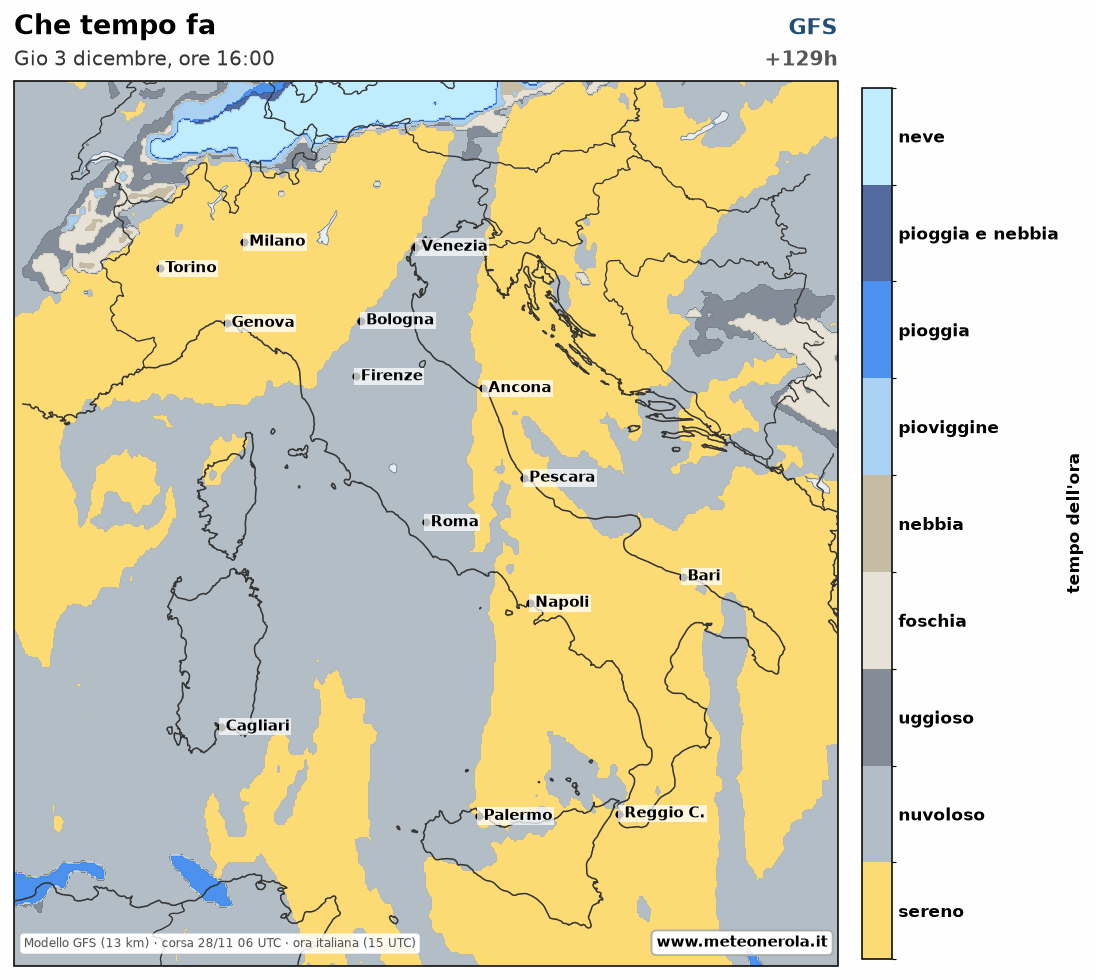 Che tempo fa
GFS
Gio 3 dicembre, ore 16:00
+129h
neve
pioggia e nebbia
pioggia
pioviggine
nebbia
foschia
uggioso
nuvoloso
sereno
tempo dell'ora
Milano
Venezia
Torino
Genova
Bologna
Firenze
Ancona
Pescara
Roma
Bari
Napoli
Cagliari
Palermo
Reggio C.
Modello GFS (13 km) · corsa 28/11 06 UTC · ora italiana (15 UTC)
www.meteonerola.it